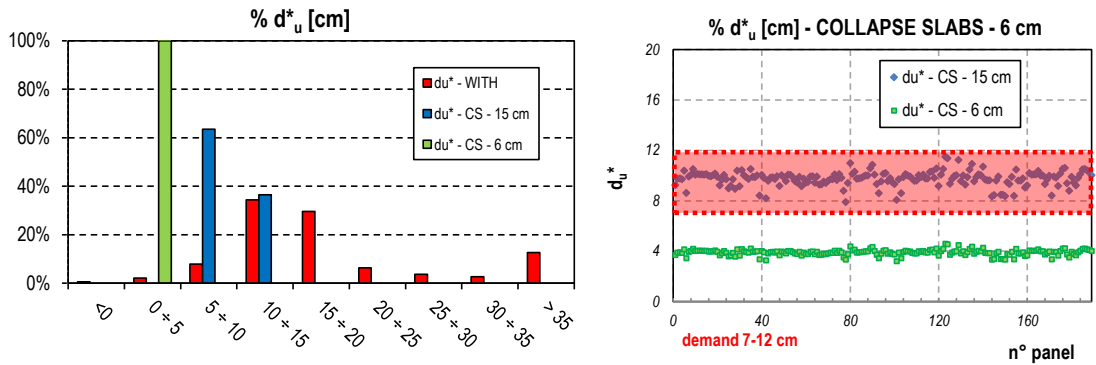 % d*u [cm]
100%
80%
60%
40%
20%
0%
du* - WITH
du* - CS - 15 cm
du* - CS - 6 cm
<0
0 ÷ 5
5 ÷ 10
10 ÷ 15
15 ÷ 20
20 ÷ 25
25 ÷ 30
30 ÷ 35
> 35
% d*u [cm] - COLLAPSE SLABS - 6 cm
20
16
12
8
4
0
du*
du* - CS - 15 cm
du* - CS - 6 cm
0
40
80
120
160
demand 7-12 cm
n° panel